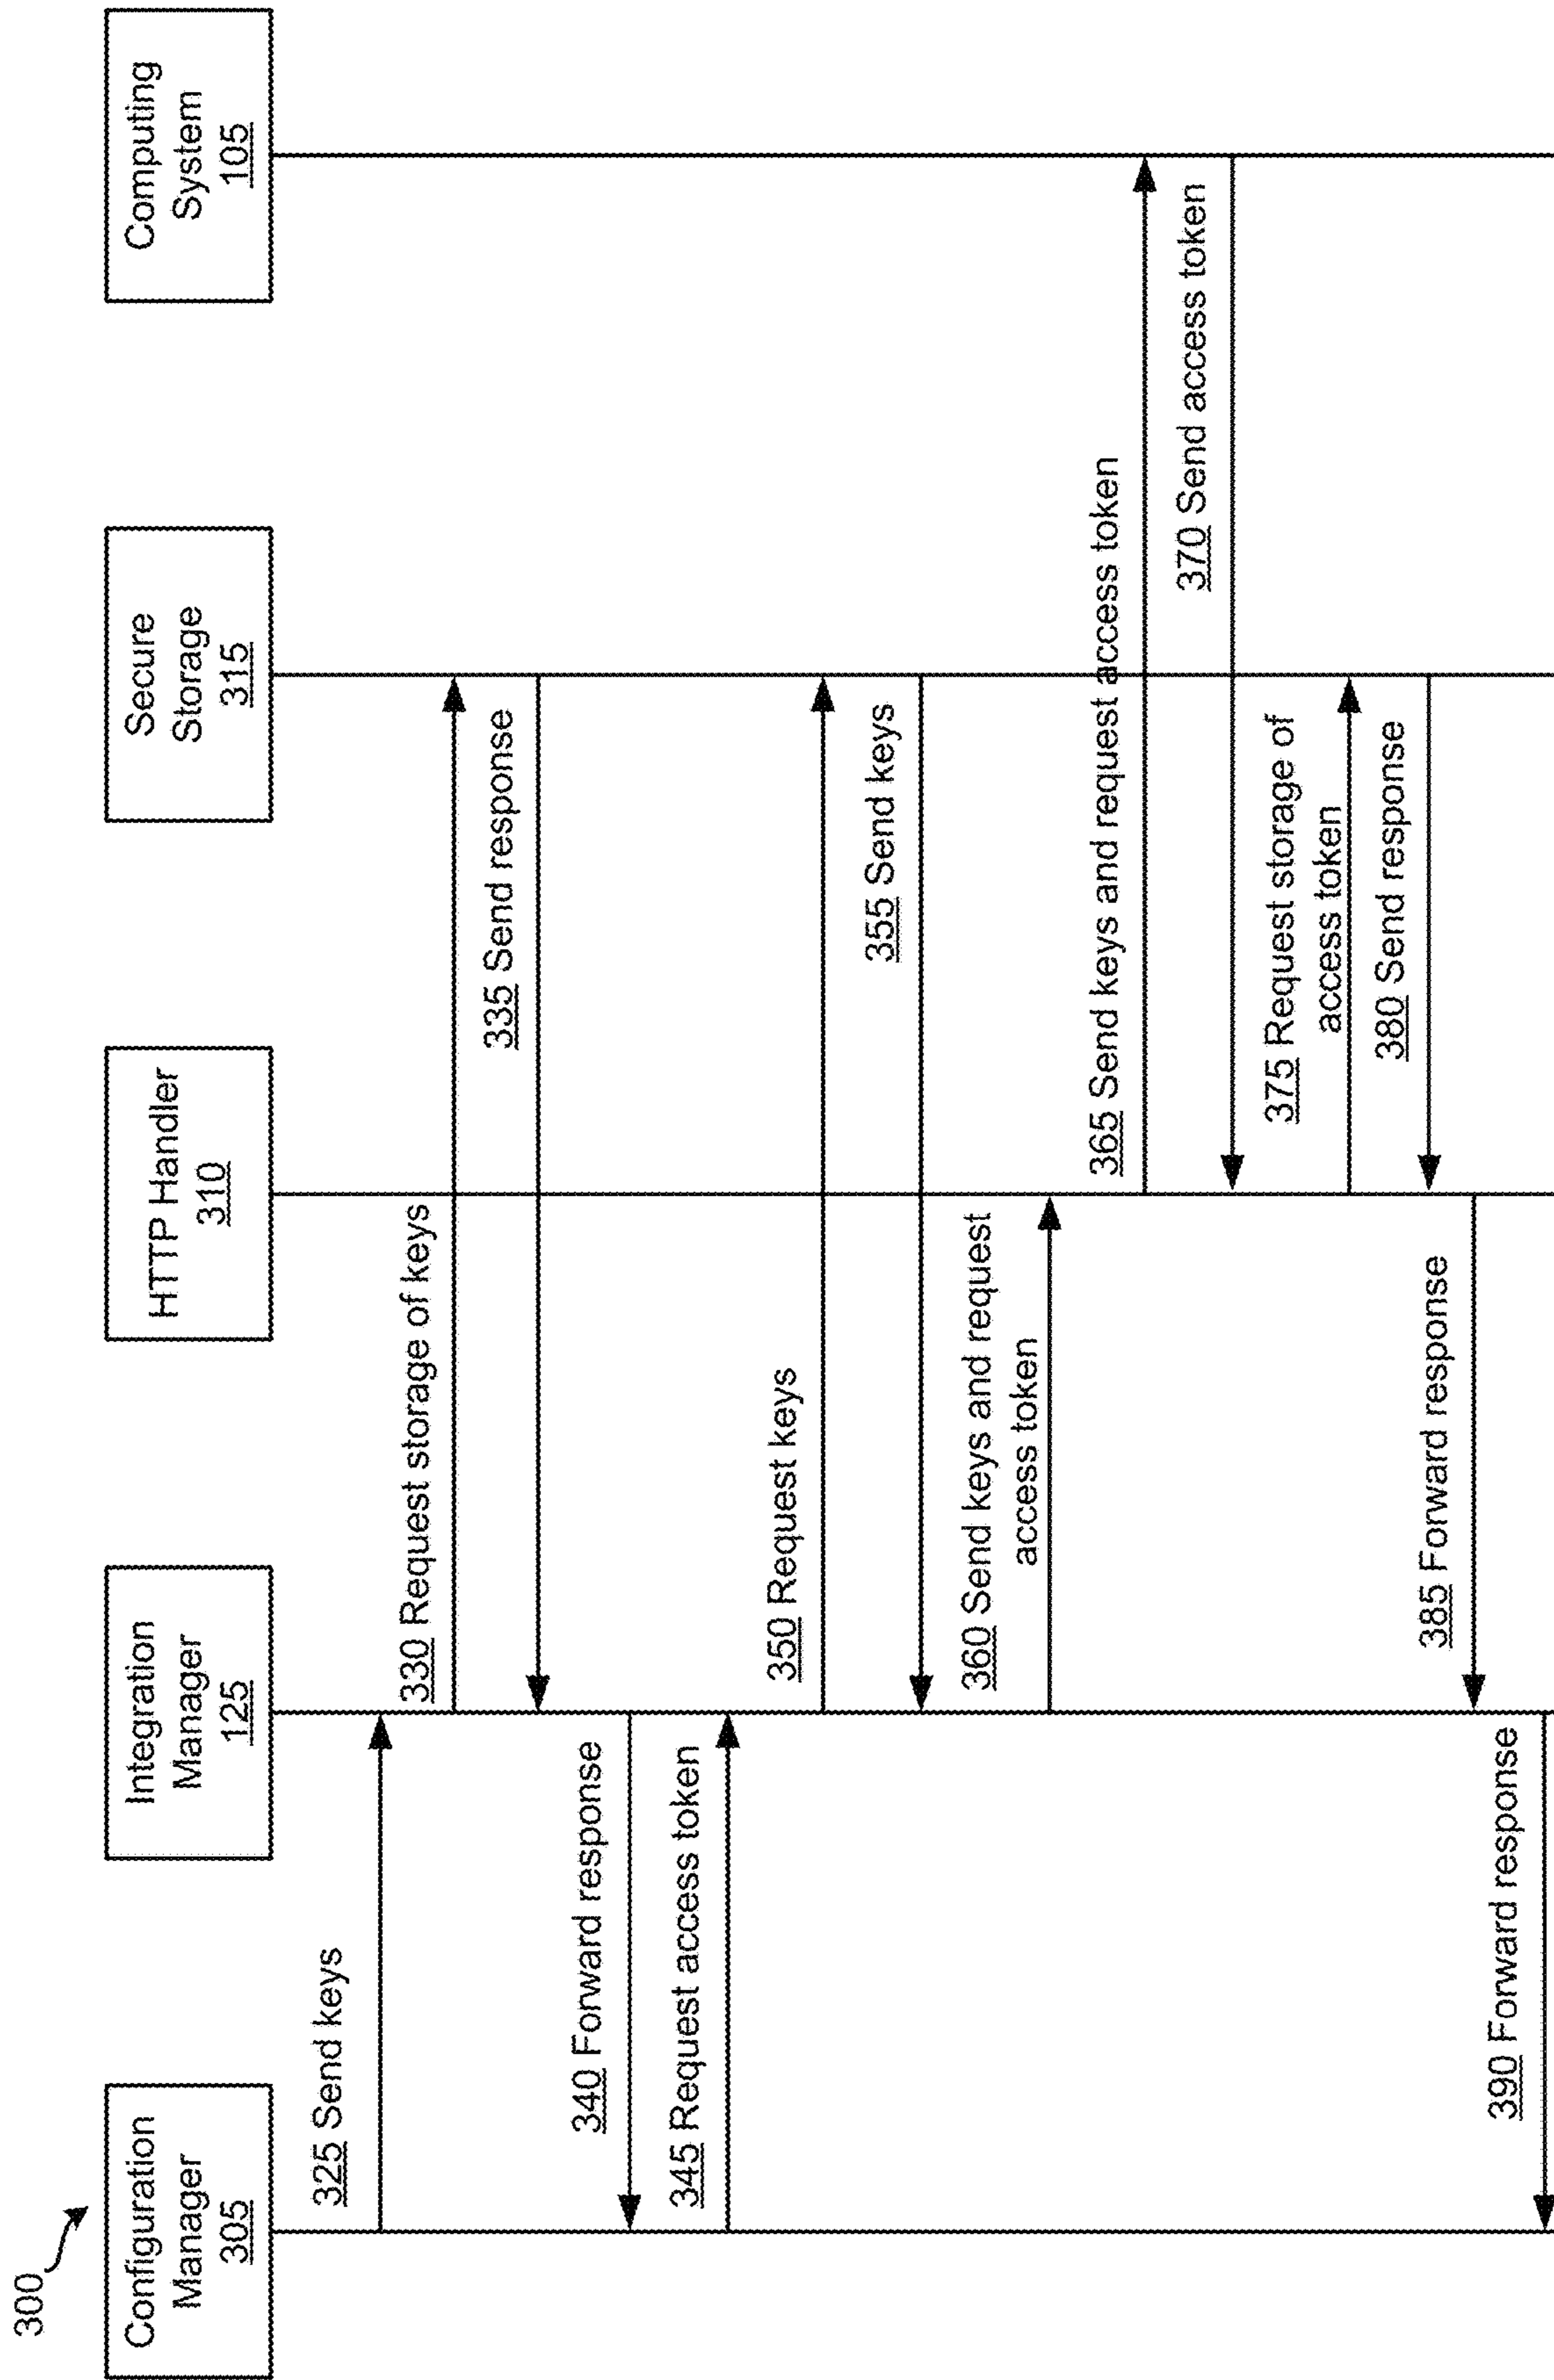 300
Configuration
Manager
305
Integration
Manager
125
HTTP Handler
310
Secure
Storage
315
Computing
System
105
325 Send keys
330 Request storage of keys
335 Send response
340 Forward response
345 Request access token
350 Request keys
355 Send keys
360 Send keys and request
access token
365 Send keys and request access token
370 Send access token
375 Request storage of
access token
380 Send response
385 Forward response
390 Forward response